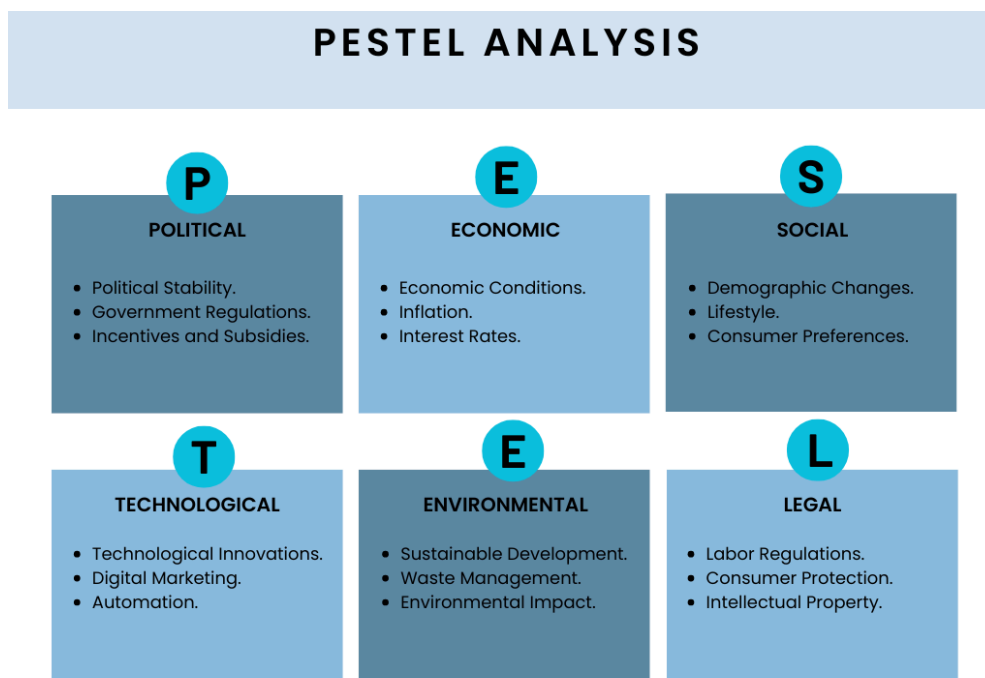 PESTEL ANALYSIS
P
POLITICAL
• Political Stability.
• Government Regulations.
• Incentives and Subsidies.
E
ECONOMIC
• Economic Conditions.
• Inflation.
• Interest Rates.
S
SOCIAL
• Demographic Changes.
• Lifestyle.
• Consumer Preferences.
T
TECHNOLOGICAL
• Technological Innovations.
• Digital Marketing.
• Automation.
E
ENVIRONMENTAL
• Sustainable Development.
• Waste Management.
• Environmental Impact.
L
LEGAL
• Labor Regulations.
• Consumer Protection.
• Intellectual Property.